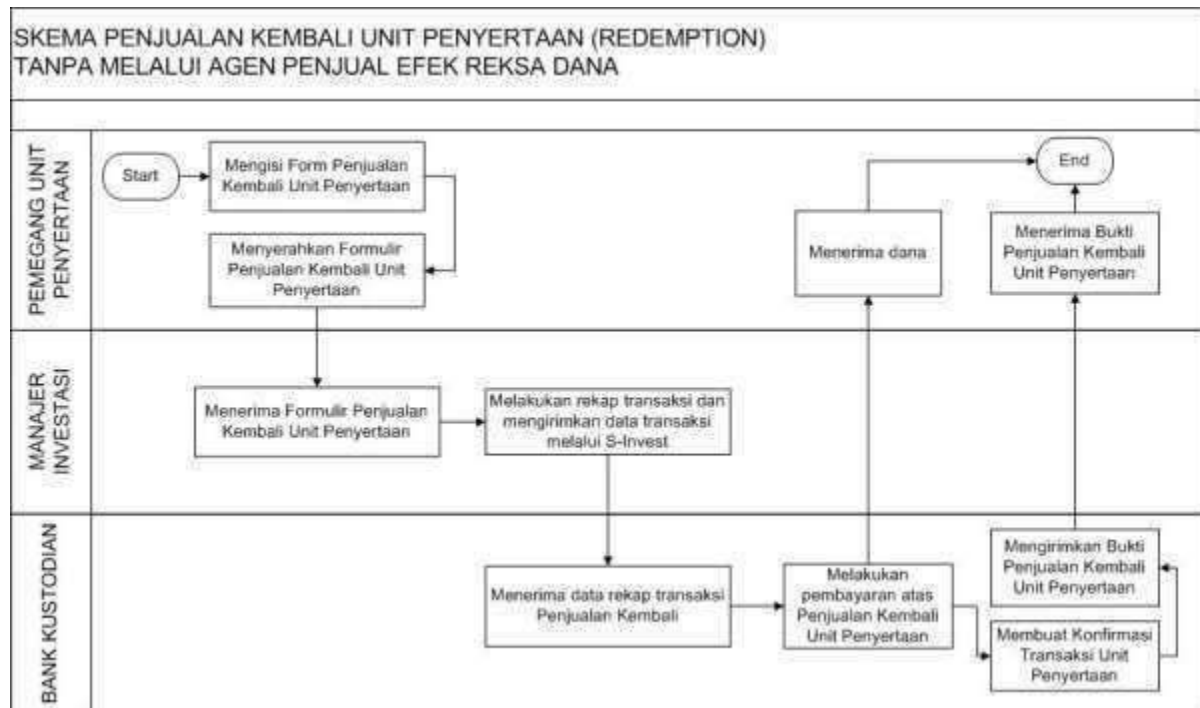 SKEMA PENJUALAN KEMBALI UNIT PENYERTAAN (REDEMPTION)
TANPA MELALUI AGEN PENJUAL EFEK REKSA DANA
PEMEGANG UNIT
PENYERTAAN
Start
Mengisi Form Penjualan
Kembali Unit Penyertaan
Menyerahkan Formulir
Penjualan Kembali Unit
Penyertaan
Menerima dana
End
Menerima Bukti
Penjualan Kembali
Unit Penyertaan
MANAJER
INVESTASI
Menerima Formulir Penjualan
Kembali Unit Penyertaan
Melakukan rekap transaksi dan
mengirimkan data transaksi
melalui S-Invest
BANK KUSTODIAN
Menerima data rekap transaksi
Penjualan Kembali
Melakukan
pembayaran atas
Penjualan Kembali
Unit Penyertaan
Mengirimkan Bukti
Penjualan Kembali
Unit Penyertaan
Membuat Konfirmasi
Transaksi Unit
Penyertaan